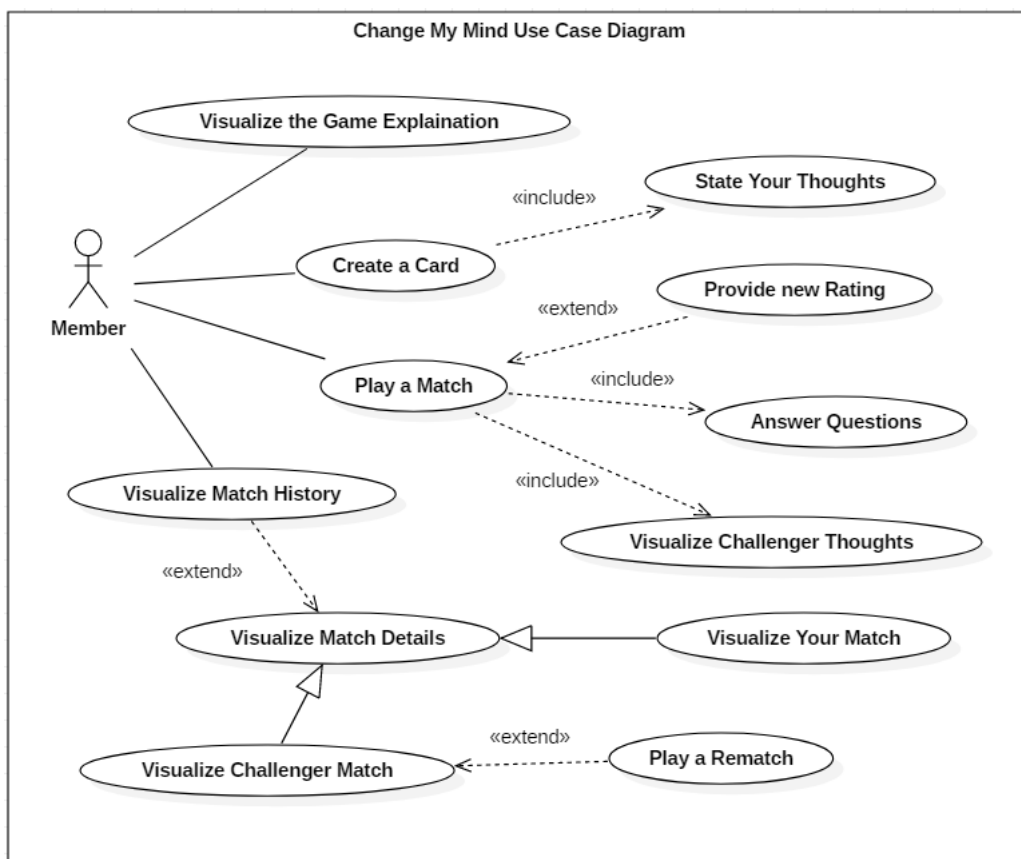 Change My Mind Use Case Diagram
Visualize the Game Explaination
State Your Thoughts
«include»
Create a Card
Provide new Rating
«extend»
Member
Play a Match
«include»
Answer Questions
«include»
Visualize Match History
Visualize Challenger Thoughts
«extend»
Visualize Match Details
Visualize Your Match
«extend»
Play a Rematch
Visualize Challenger Match